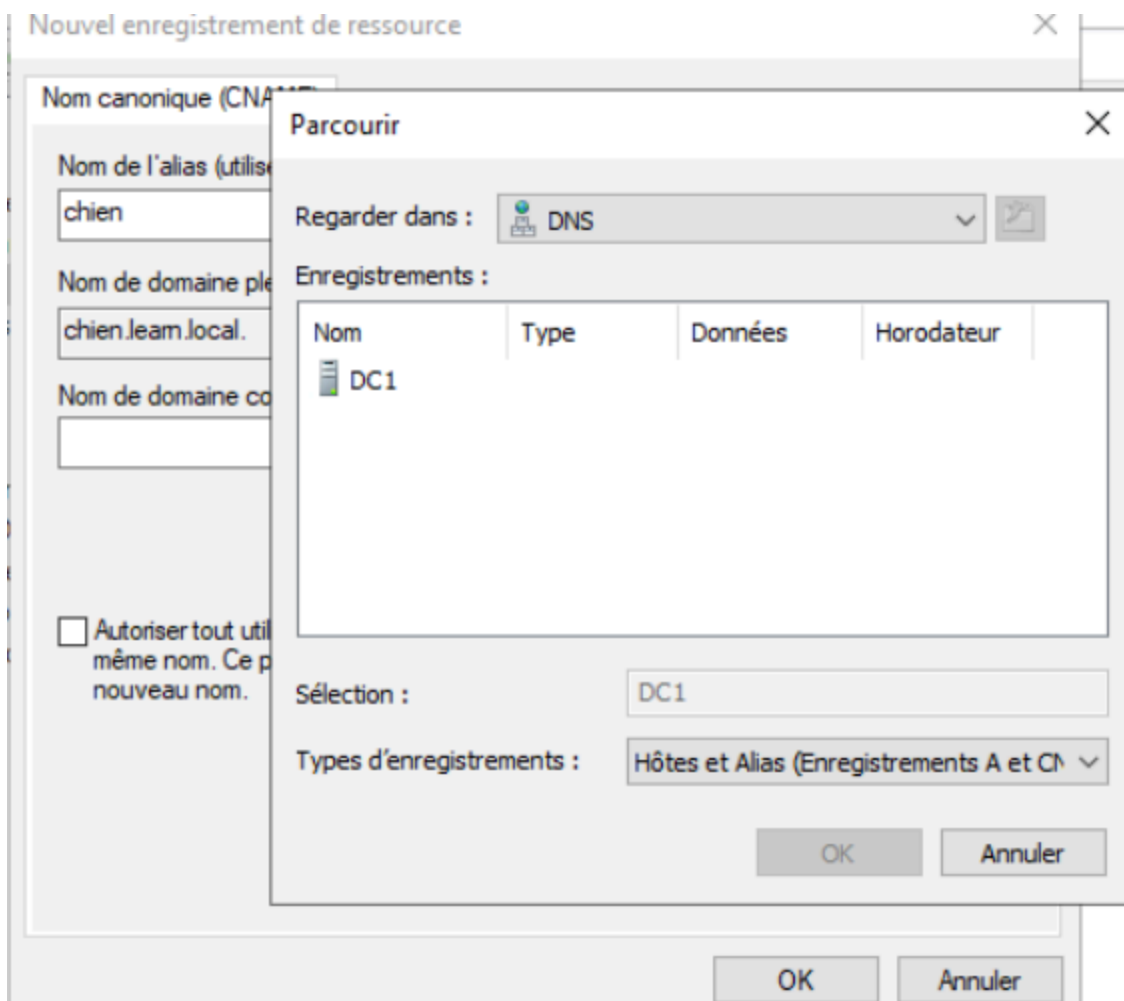 Nouvel enregistrement de ressource
Nom canonique (CNAME)
Nom de l'alias (utilise
chien
Nom de domaine ple
chien.learn.local.
Nom de domaine co
Autoriser tout util
même nom. Ce p
nouveau nom.
OK
Annuler
Parcourir
Regarder dans :
DNS
Enregistrements :
Nom Type Données Horodateur
DC1
Sélection :
DC1
Types d'enregistrements :
Hôtes et Alias (Enregistrements A et CN
OK
Annuler